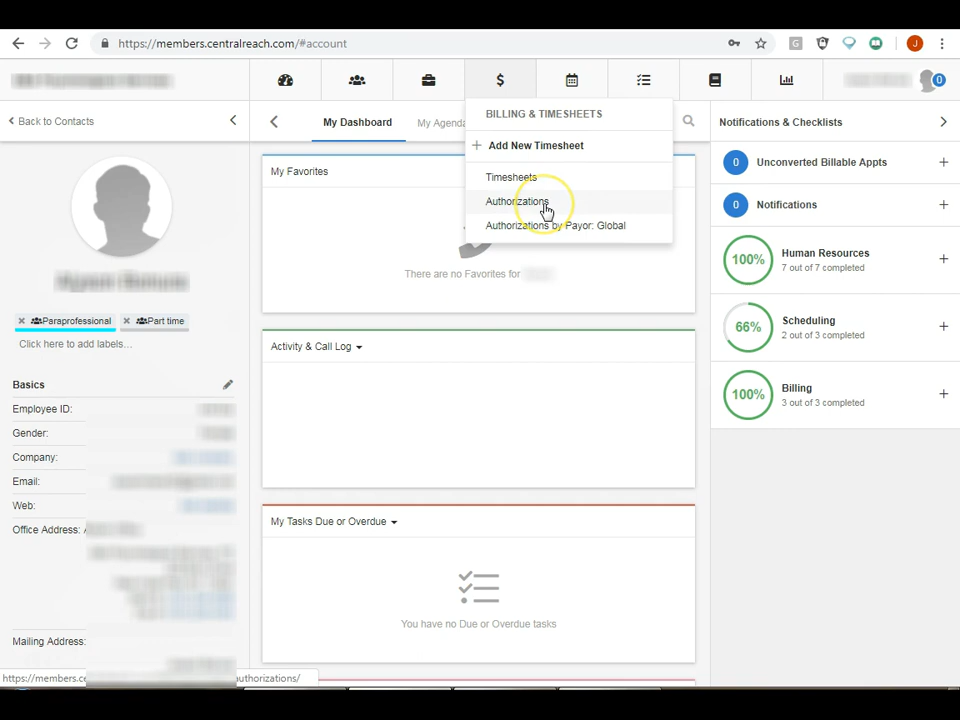 https://members.centralreach.com/#account
G
J
$
0
Back to Contacts
My Dashboard
My Agenda
BILLING & TIMESHEETS
Add New Timesheet
Timesheets
Authorizations
Authorizations by Payor: Global
Notifications & Checklists
0 Unconverted Billable Appts
0 Notifications
100% Human Resources
7 out of 7 completed
66% Scheduling
2 out of 3 completed
100% Billing
3 out of 3 completed
My Favorites
There are no Favorites for
Activity & Call Log
My Tasks Due or Overdue
You have no Due or Overdue tasks
Paraprofessional
Part time
Click here to add labels...
Basics
Employee ID:
Gender:
Company:
Email:
Web:
Office Address:
Mailing Address:
https://members.ce
authorizations/